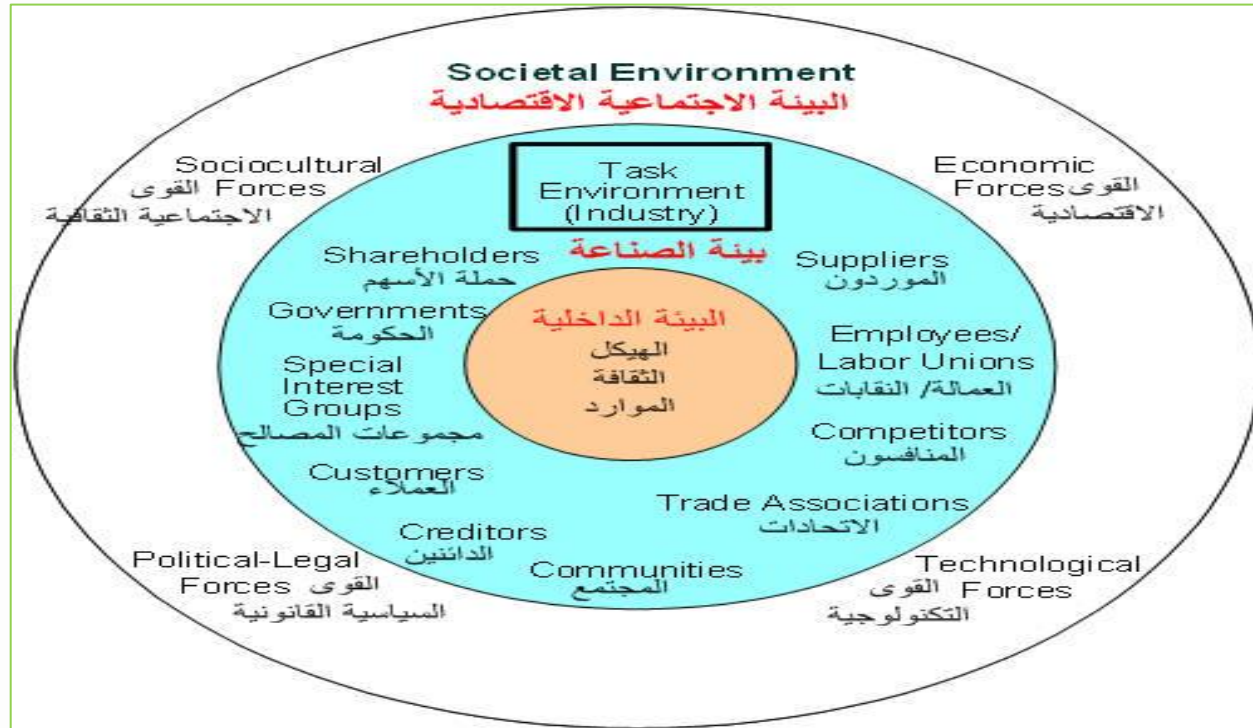 Societal Environment
البيئة الاجتماعية الاقتصادية
Sociocultural
Forces القوى
الاجتماعية الثقافية
Economic
Forces القوى
الاقتصادية
Task
Environment
(Industry)
بيئة الصناعة
Shareholders
حملة الأسهم
Governments
الحكومة
Special
Interest
Groups
مجموعات المصالح
Customers
العملاء
Creditors
الدائنين
Communities
المجتمع
Suppliers
الموردون
Employees/
Labor Unions
العمالة/ النقابات
Competitors
المنافسون
Trade Associations
الاتحادات
البيئة الداخلية
الهيكل
الثقافة
الموارد
Political-Legal
Forces القوى
السياسية القانونية
Technological
Forces القوى
التكنولوجية